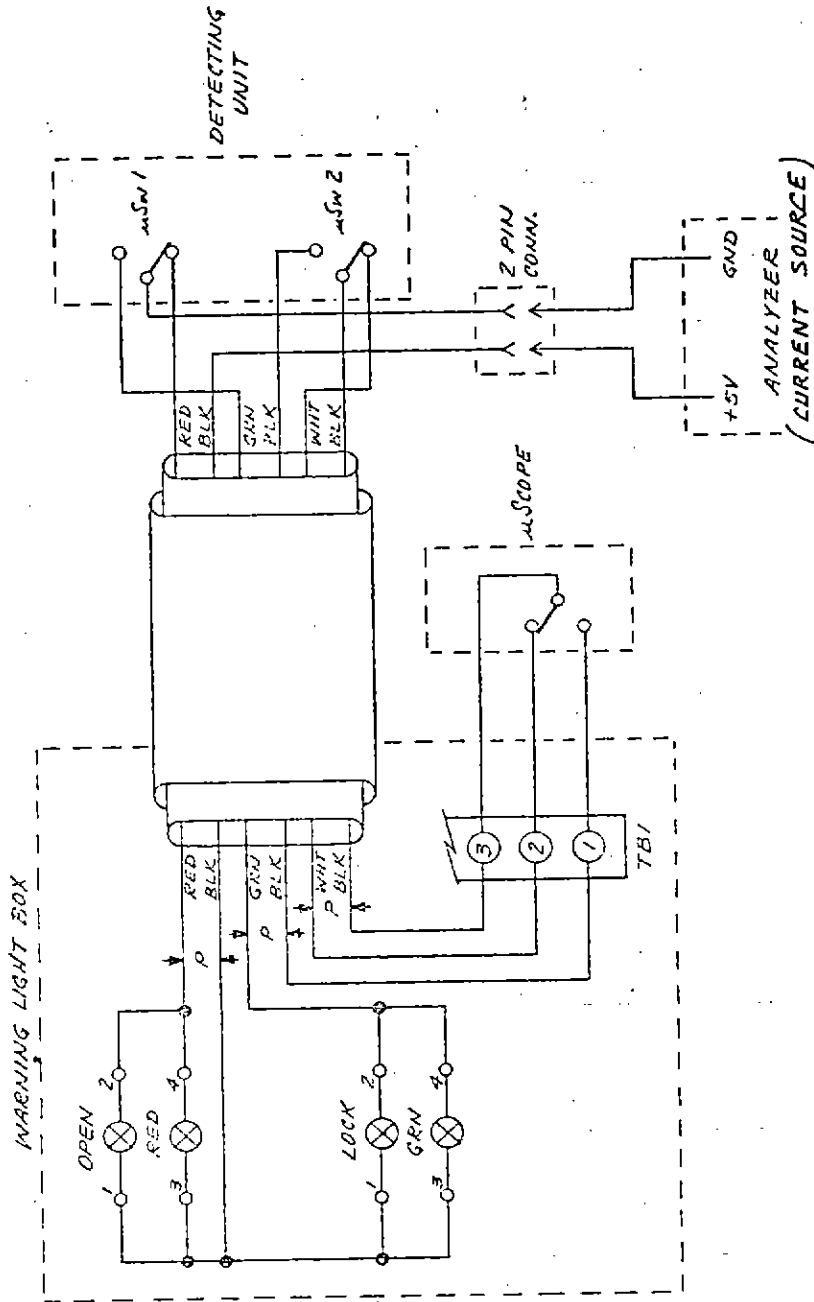 WARNING LIGHT BOX
OPEN
1
2
RED
3
4
LOCK
1
2
GRN
3
4
RED
BLK
GRN
BLK
WHT
BLK
P
P
P
3
2
1
TB1
µSCOPE
RED
BLK
GRN
BLK
WHT
BLK
DETECTING
UNIT
µSW 1
µSW 2
2 PIN
CONN.
+5V
GND
ANALYZER
(CURRENT SOURCE)